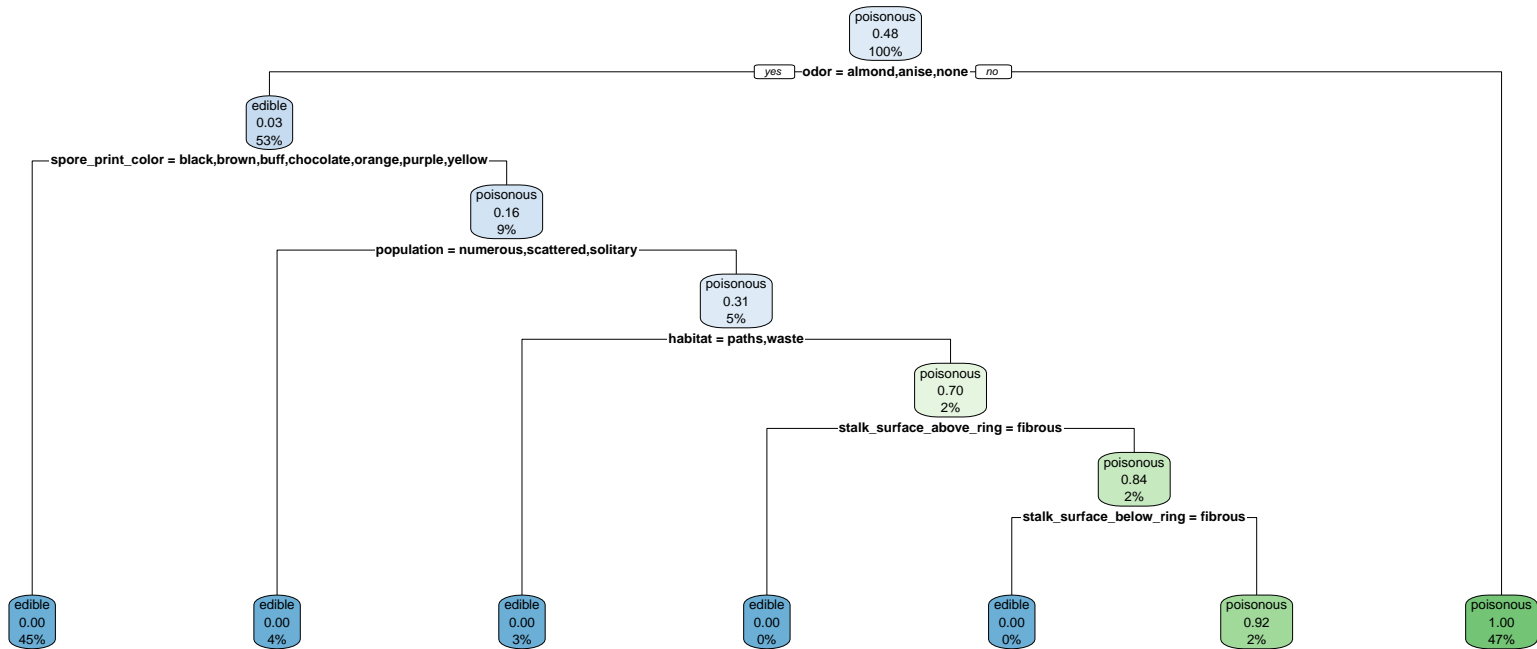 poisonous
0.48
100%
yes odor = almond,anise,none no
edible
0.03
53%
spore_print_color = black,brown,buff,chocolate,orange,purple,yellow
poisonous
0.16
9%
population = numerous,scattered,solitary
poisonous
0.31
5%
habitat = paths,waste
poisonous
0.70
2%
stalk_surface_above_ring = fibrous
poisonous
0.84
2%
stalk_surface_below_ring = fibrous
edible
0.00
45%
edible
0.00
4%
edible
0.00
3%
edible
0.00
0%
edible
0.00
0%
poisonous
0.92
2%
poisonous
1.00
47%